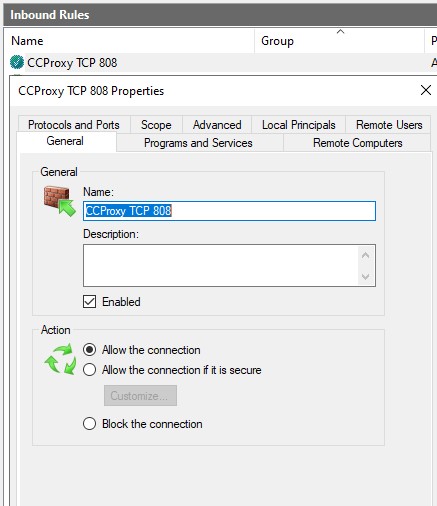 Inbound Rules
Name Group P
CCProxy TCP 808 A
CCProxy TCP 808 Properties
Protocols and Ports Scope Advanced Local Principals Remote Users
General Programs and Services Remote Computers
General
Name:
CCProxy TCP 808
Description:
Enabled
Action
Allow the connection
Allow the connection if it is secure
Customize...
Block the connection